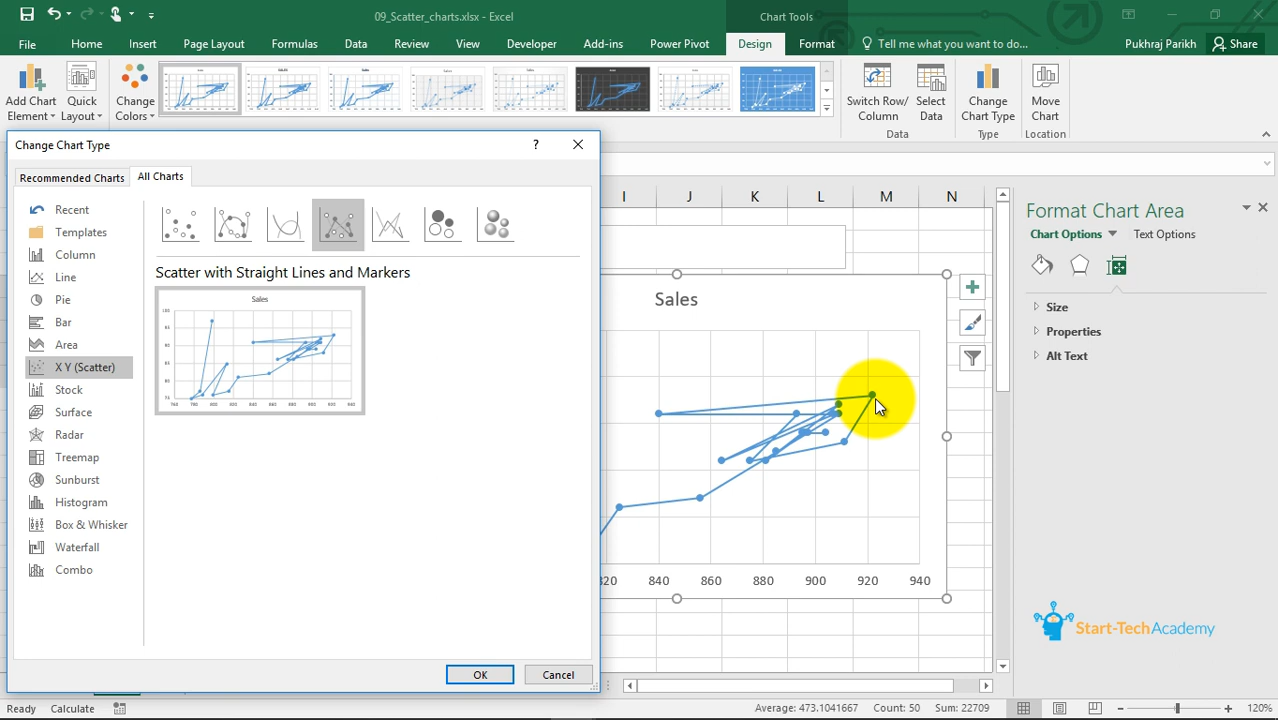 09_Scatter_charts.xlsx - Excel
Chart Tools
File
Home
Insert
Page Layout
Formulas
Data
Review
View
Developer
Add-ins
Power Pivot
Design
Format
Tell me what you want to do...
Pukhraj Parikh
Share
Add Chart
Element
Quick
Layout
Change
Colors
Switch Row/
Column
Select
Data
Change
Chart Type
Move
Chart
Data
Type
Location
Change Chart Type
?
Recommended Charts
All Charts
Recent
Templates
Column
Line
Pie
Bar
Area
X Y (Scatter)
Stock
Surface
Radar
Treemap
Sunburst
Histogram
Box & Whisker
Waterfall
Combo
Scatter with Straight Lines and Markers
Sales
OK
Cancel
I
J
K
L
M
N
Sales
820
840
860
880
900
920
940
Format Chart Area
Chart Options
Text Options
Size
Properties
Alt Text
Start-TechAcademy
Ready
Calculate
Average: 473.1041667
Count: 50
Sum: 22709
120%